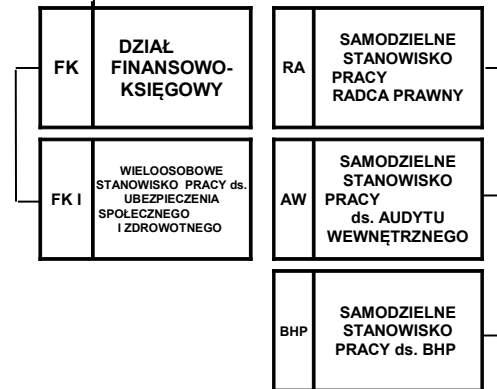 FK
DZIAŁ
FINANSOWO-
KSIĘGOWY
RA
SAMODZIELNE
STANOWISKO
PRACY
RADCA PRAWNY
FK I
WIELOOSOBOWE
STANOWISKO PRACY ds.
UBEZPIECZENIA
SPOŁECZNEGO
I ZDROWOTNEGO
AW
SAMODZIELNE
STANOWISKO
PRACY
ds. AUDYTU
WEWNĘTRZNEGO
BHP
SAMODZIELNE
STANOWISKO
PRACY ds. BHP